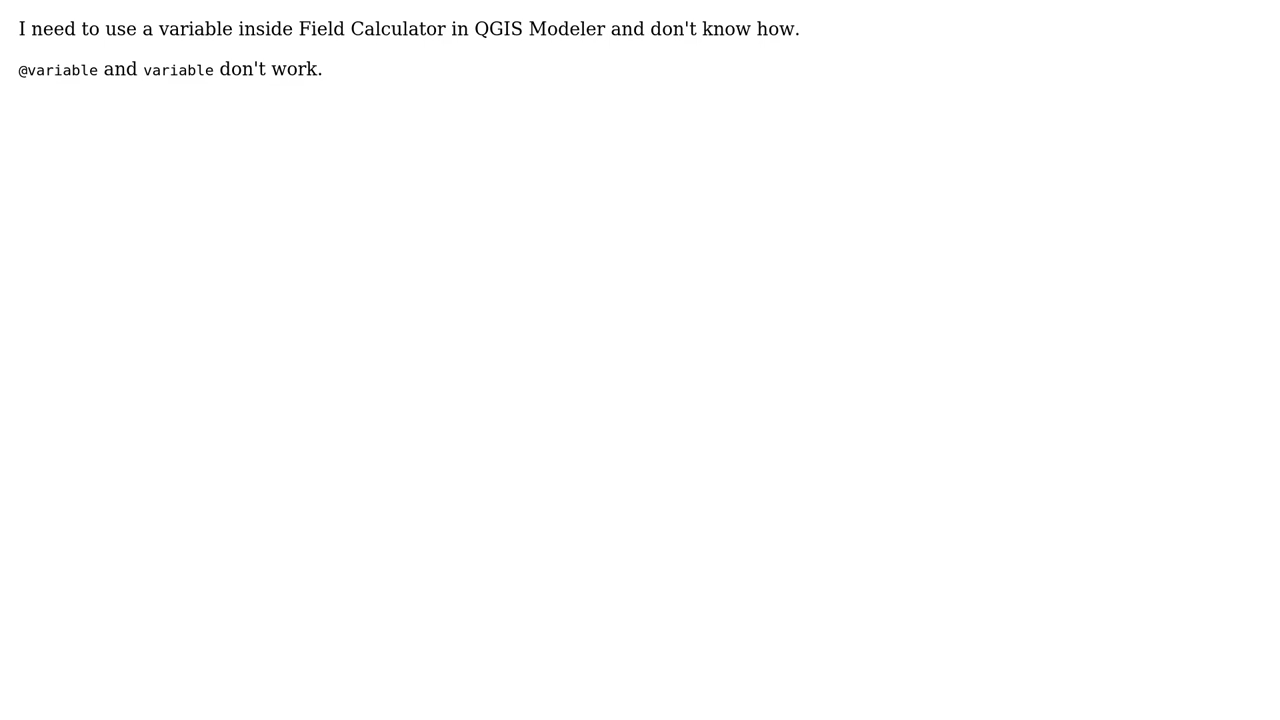 I need to use a variable inside Field Calculator in QGIS Modeler and don't know how.
@variable and variable don't work.